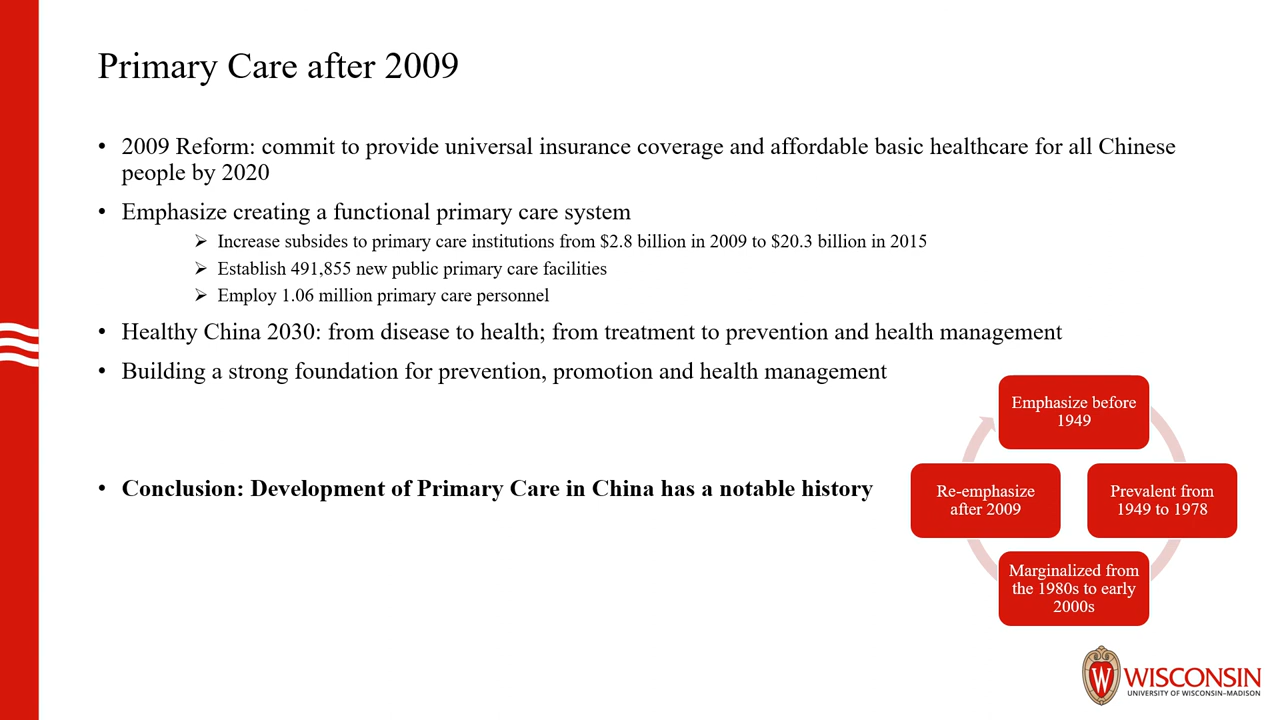 Primary Care after 2009
• 2009 Reform: commit to provide universal insurance coverage and affordable basic healthcare for all Chinese
people by 2020
• Emphasize creating a functional primary care system
➢ Increase subsides to primary care institutions from $2.8 billion in 2009 to $20.3 billion in 2015
➢ Establish 491,855 new public primary care facilities
➢ Employ 1.06 million primary care personnel
• Healthy China 2030: from disease to health; from treatment to prevention and health management
• Building a strong foundation for prevention, promotion and health management
• Conclusion: Development of Primary Care in China has a notable history
Emphasize before
1949
Prevalent from
1949 to 1978
Marginalized from
the 1980s to early
2000s
Re-emphasize
after 2009
W
WISCONSIN
UNIVERSITY OF WISCONSIN–MADISON